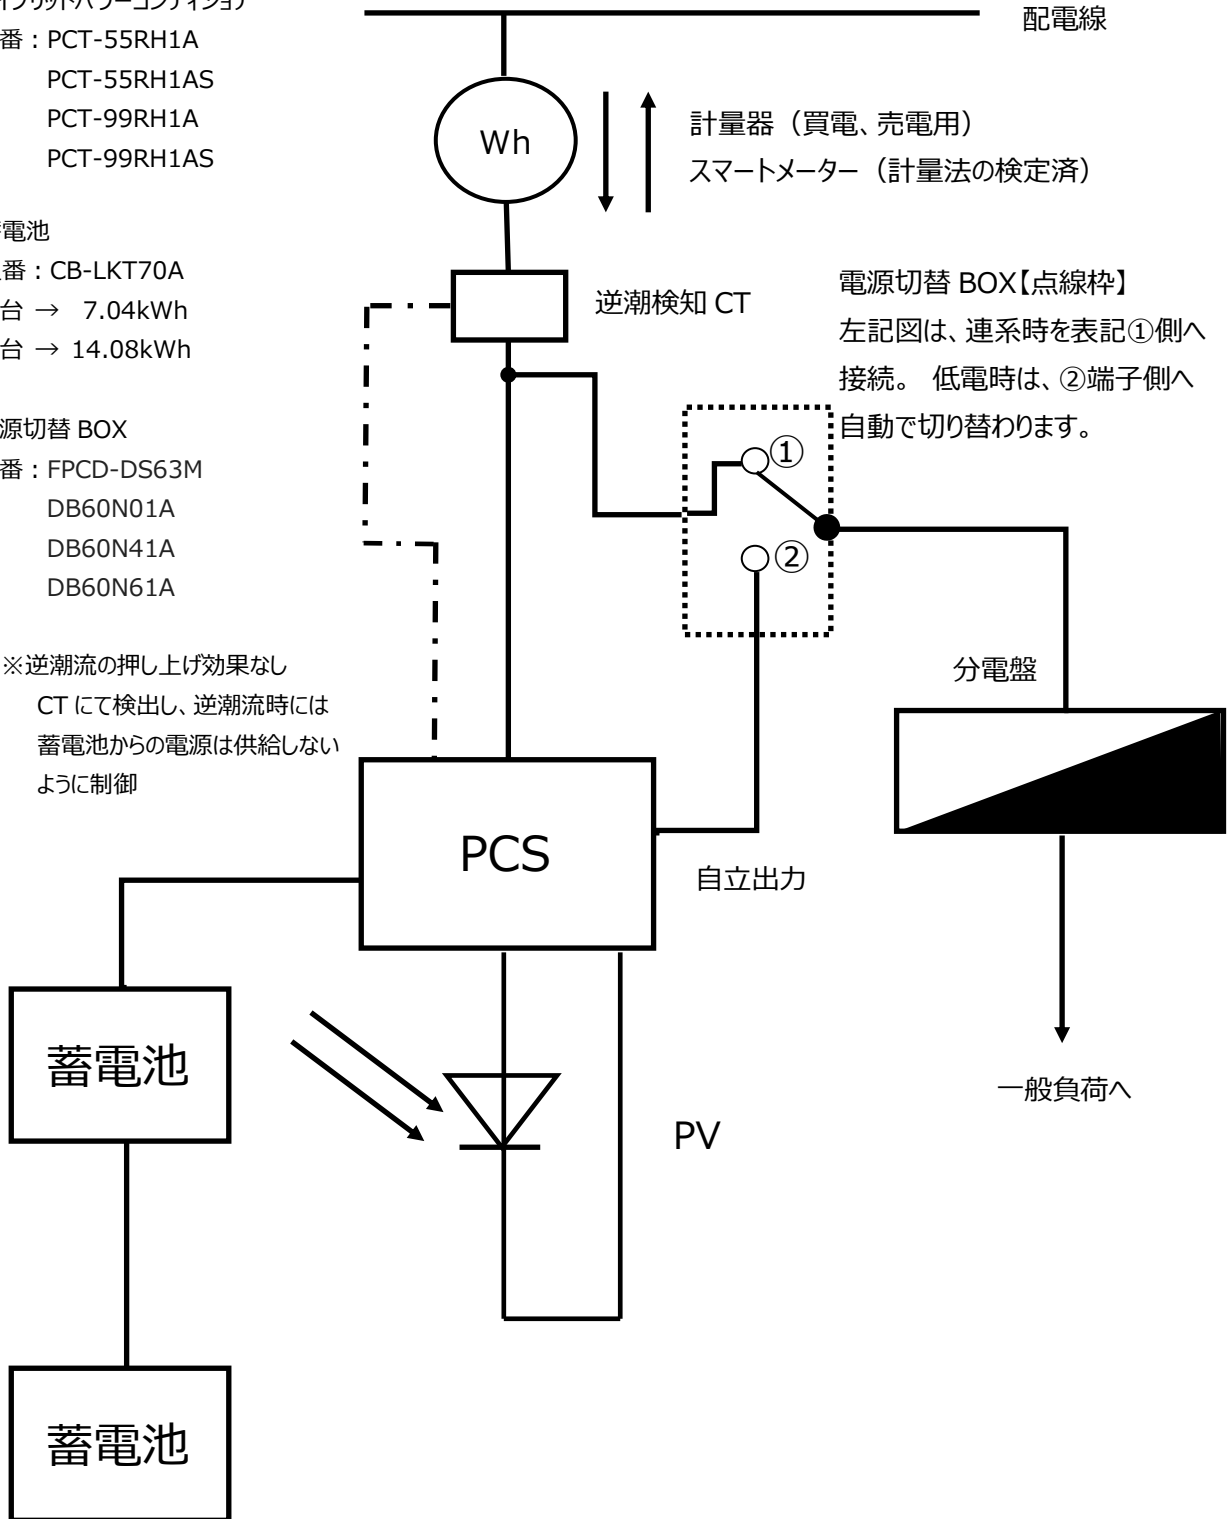 イブリッドパワーコンディショナ
番：PCT-55RH1A
PCT-55RH1AS
PCT-99RH1A
PCT-99RH1AS
電池
番：CB-LKT70A
台 → 7.04kWh
台 → 14.08kWh
源切替 BOX
番：FPCD-DS63M
DB60N01A
DB60N41A
DB60N61A
※逆潮流の押し上げ効果なし
CT にて検出し、逆潮流時には
蓄電池からの電源は供給しない
ように制御
配電線
Wh
計量器（買電、売電用）
スマートメーター（計量法の検定済）
逆潮検知 CT
電源切替 BOX【点線枠】
左記図は、連系時を表記①側へ
接続。 低電時は、②端子側へ
自動で切り替わります。
①
②
分電盤
PCS
自立出力
蓄電池
一般負荷へ
PV
蓄電池